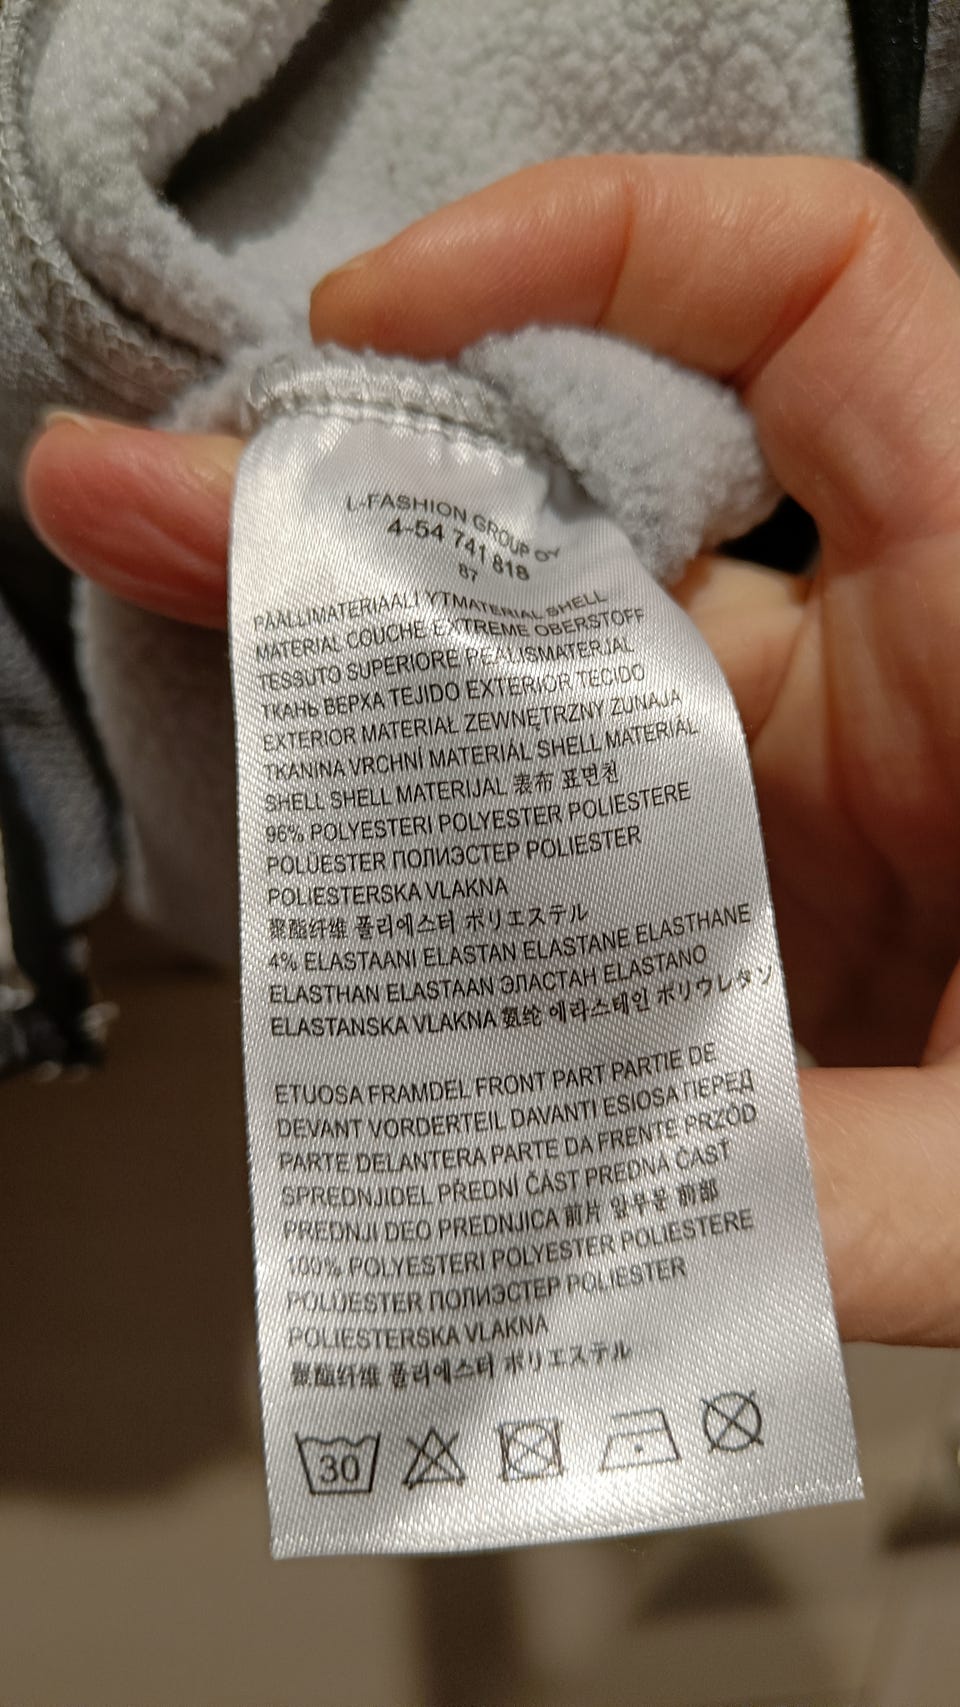 L-FASHION GROUP OY
4-54 741 818
87
PÄÄLLIMATERIAALI YTMATERIAL SHELL
MATERIAL COUCHE EXTREME OBERSTOFF
TESSUTO SUPERIORE PEALISMATERJAL
ТКАНЬ ВЕРХА TEJIDO EXTERIOR TECIDO
EXTERIOR MATERIAŁ ZEWNĘTRZNY ZUNAJA
TKANINA VRCHNÍ MATERIÁL SHELL MATERIÁL
SHELL SHELL MATERIJAL 表布 표면천
96% POLYESTERI POLYESTER POLIESTERE
POLÜESTER ПОЛИЭСТЕР POLIESTER
POLIESTERSKA VLAKNA
聚酯纤维 폴리에스터 ポリエステル
4% ELASTAANI ELASTAN ELASTANE ELASTHANE
ELASTHAN ELASTAAN ЭЛАСТАН ELASTANO
ELASTANSKA VLAKNA 氨纶 에라스테인 ポリウレタン
ETUOSA FRAMDEL FRONT PART PARTIE DE
DEVANT VORDERTEIL DAVANTI ESIOSA ПЕРЕД
PARTE DELANTERA PARTE DA FRENTE PRZÓD
SPREDNJIDEL PŘEDNÍ ČÁST PREDNÁ ČASŤ
PREDNJI DEO PREDNJICA 前片 앞부분 前部
100% POLYESTERI POLYESTER POLIESTERE
POLÜESTER ПОЛИЭСТЕР POLIESTER
POLIESTERSKA VLAKNA
聚酯纤维 폴리에스터 ポリエステル
30